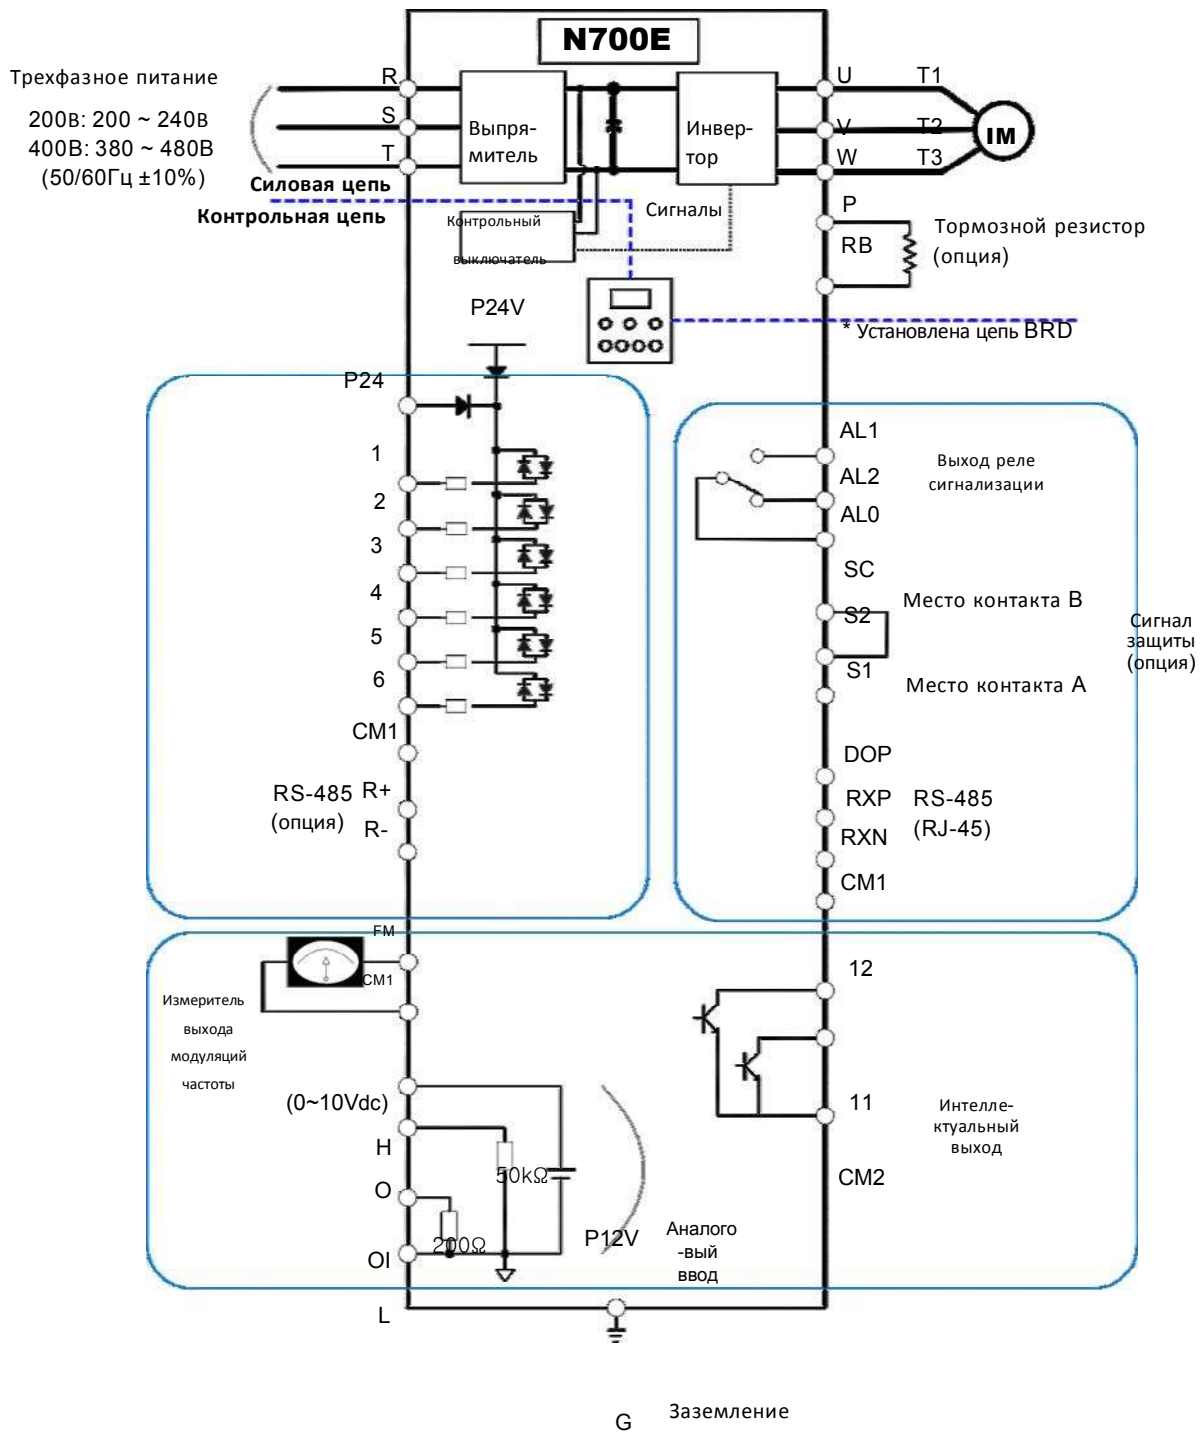 N700E
Трехфазное питание
200В: 200 ~ 240В
400В: 380 ~ 480В
(50/60Гц ±10%)
R
S
T
Выпря-
митель
Инвер-
тор
U
V
W
T1
T2
T3
IM
Силовая цепь
Контрольная цепь
Контрольный
выключатель
Сигналы
P
RB
Тормозной резистор
(опция)
* Установлена цепь BRD
P24V
P24
1
2
3
4
5
6
CM1
RS-485
(опция)
R+
R-
AL1
AL2
AL0
Выход реле
сигнализации
SC
S2
S1
Место контакта B
Место контакта A
Сигнал
защиты
(опция)
DOP
RXP
RXN
CM1
RS-485
(RJ-45)
FM
CM1
Измеритель
выхода
модуляций
частоты
(0~10Vdc)
H
O
OI
L
50kΩ
200Ω
P12V
Аналого
-вый
ввод
12
11
CM2
Интелле-
ктуальный
выход
G
Заземление